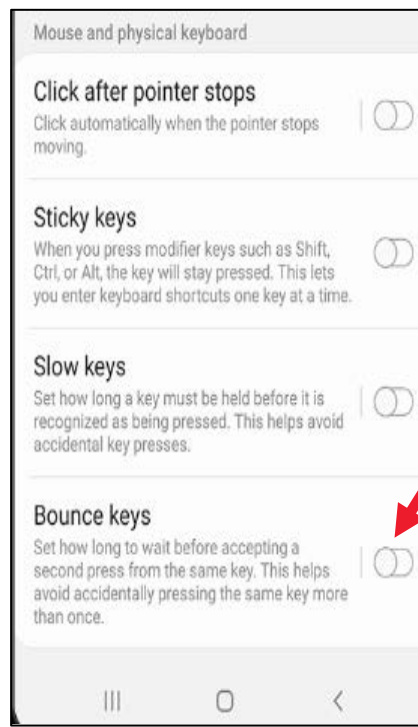 Mouse and physical keyboard
Click after pointer stops
Click automatically when the pointer stops
moving.
Sticky keys
When you press modifier keys such as Shift,
Ctrl, or Alt, the key will stay pressed. This lets
you enter keyboard shortcuts one key at a time.
Slow keys
Set how long a key must be held before it is
recognized as being pressed. This helps avoid
accidental key presses.
Bounce keys
Set how long to wait before accepting a
second press from the same key. This helps
avoid accidentally pressing the same key more
than once.